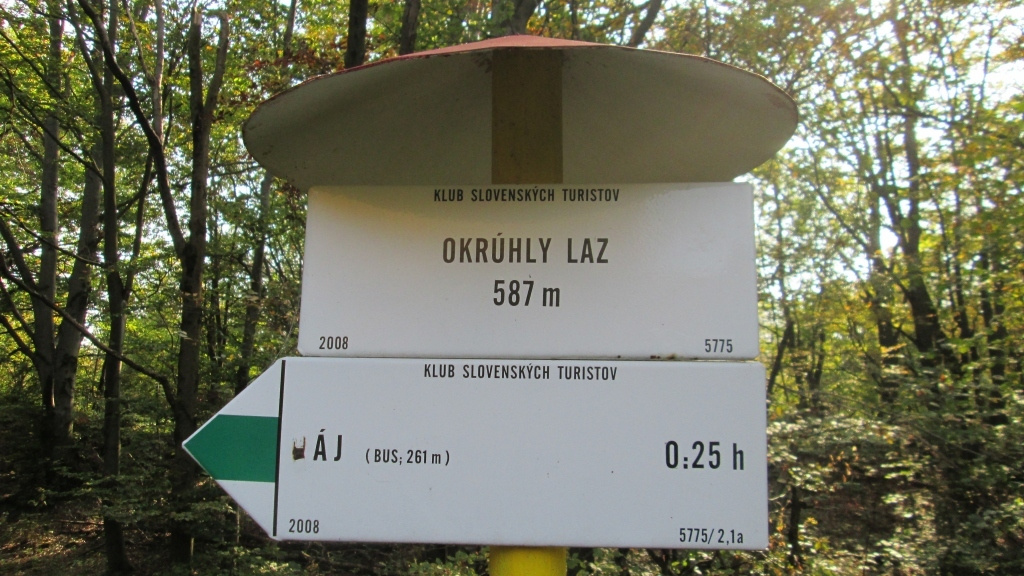 KLUB SLOVENSKÝCH TURISTOV
OKRÚHLY LAZ
587 m
2008 5775
KLUB SLOVENSKÝCH TURISTOV
ÁJ (BUS; 261 m) 0:25 h
2008 5775/2,1a